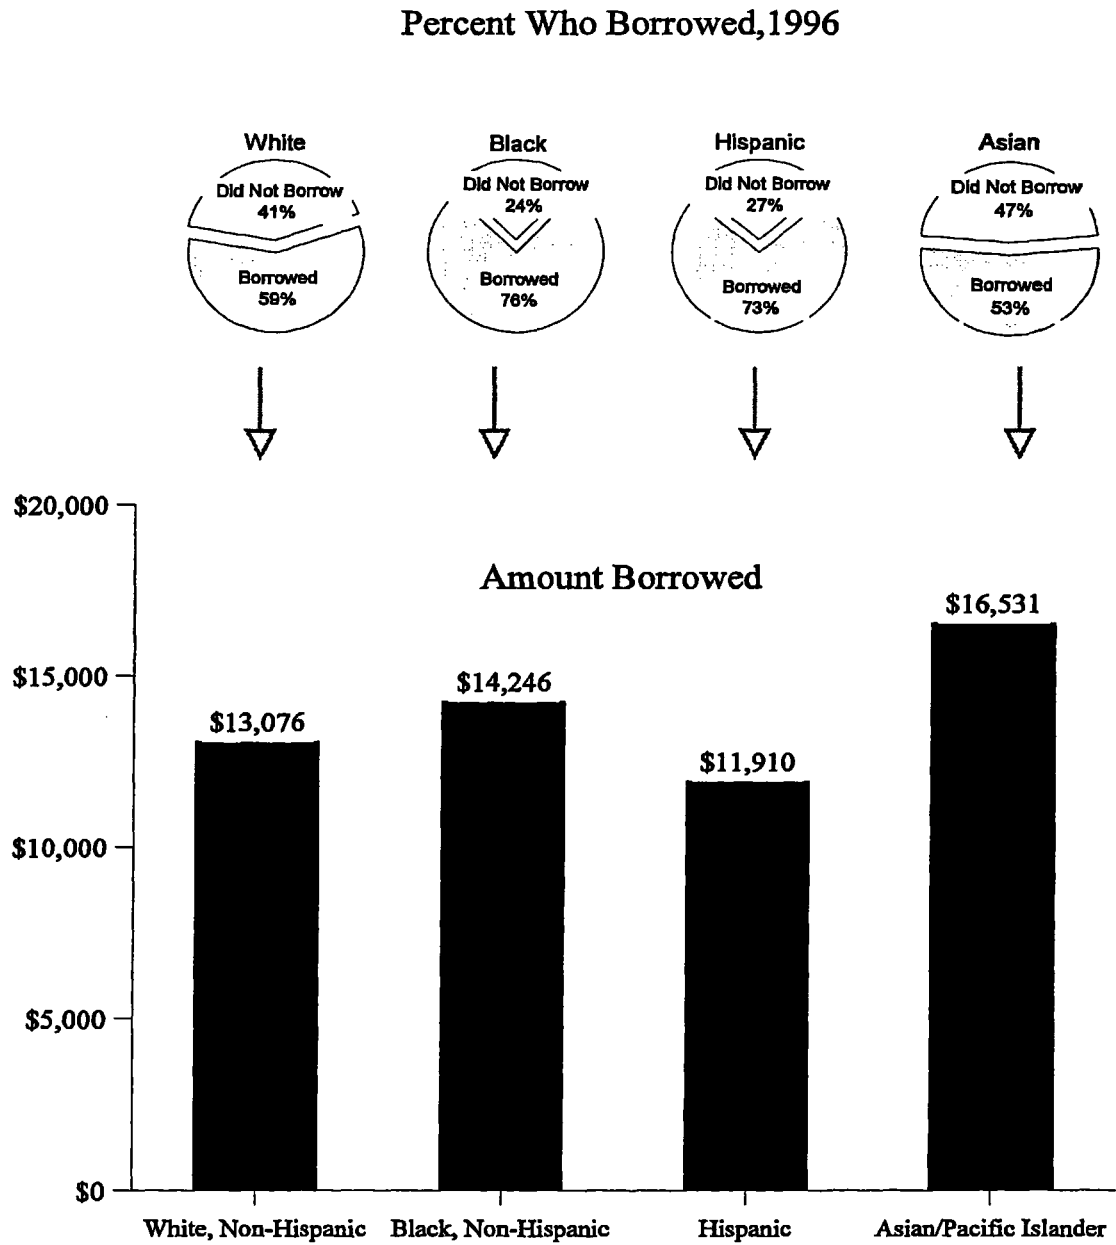 Percent Who Borrowed,1996
White
Did Not Borrow
41%
Borrowed
59%
Black
Did Not Borrow
24%
Borrowed
76%
Hispanic
Did Not Borrow
27%
Borrowed
73%
Asian
Did Not Borrow
47%
Borrowed
53%
Amount Borrowed
$20,000
$15,000
$10,000
$5,000
$0
$13,076
$14,246
$11,910
$16,531
White, Non-Hispanic
Black, Non-Hispanic
Hispanic
Asian/Pacific Islander